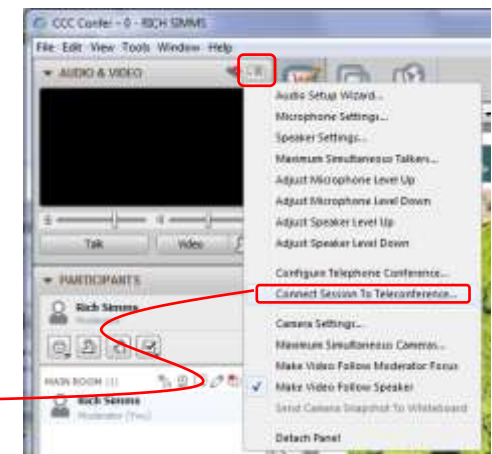 CCC Confer - 0 - RICH SIMMS
File Edit View Tools Window Help
AUDIO & VIDEO
Audio Setup Wizard...
Microphone Settings...
Speaker Settings...
Maximum Simultaneous Talkers...
Adjust Microphone Level Up
Adjust Microphone Level Down
Adjust Speaker Level Up
Adjust Speaker Level Down
Talk
Video
Configure Telephone Conference...
PARTICIPANTS
Connect Session To Teleconference...
Rich Simms
Moderator
Camera Settings...
Maximum Simultaneous Cameras...
Make Video Follow Moderator Focus
MAIN ROOM (1)
Make Video Follow Speaker
Rich Simms
Moderator (You)
Send Camera Snapshot To Whiteboard
Detach Panel